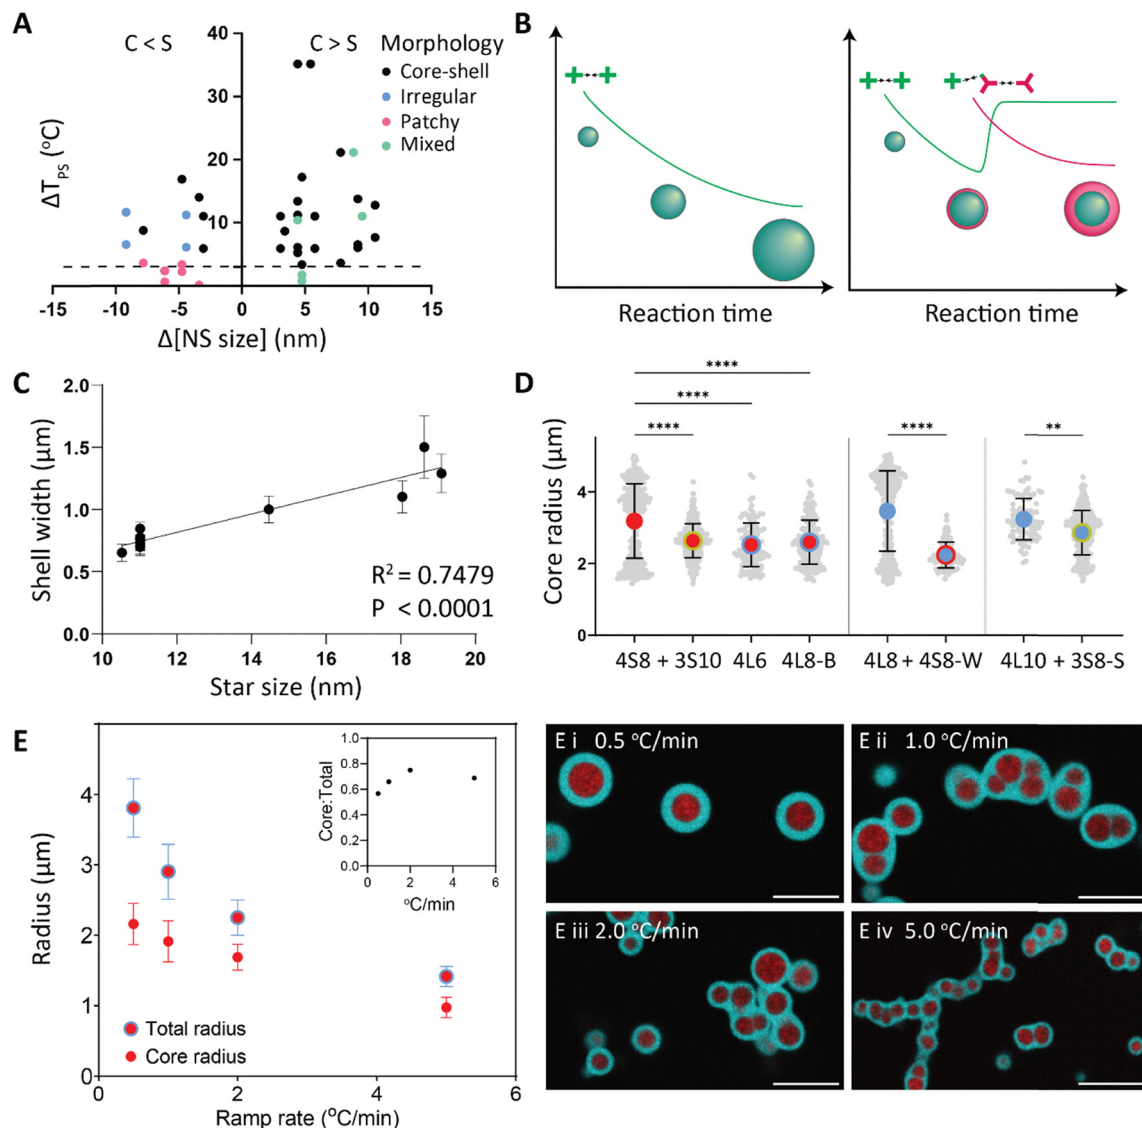 A
C < S
C > S
Morphology
Core-shell
Irregular
Patchy
Mixed
40
30
20
10
ΔT_PS (°C)
-15 -10 -5 0 5 10 15
Δ[NS size] (nm)
B
Reaction time
Reaction time
C
2.0
1.5
1.0
0.5
0.0
Shell width (µm)
R² = 0.7479
P < 0.0001
10 12 14 16 18 20
Star size (nm)
D
****
****
****
****
**
4
2
0
Core radius (µm)
4S8 + 3S10 4L6 4L8-B 4L8 + 4S8-W 4L10 + 3S8-S
E
4
3
2
1
0
Radius (µm)
Total radius
Core radius
0 2 4 6
Ramp rate (°C/min)
1.0
0.8
0.6
0.4
0.2
0.0
Core:Total
0 2 4 6
°C/min
E i 0.5 °C/min
E ii 1.0 °C/min
E iii 2.0 °C/min
E iv 5.0 °C/min